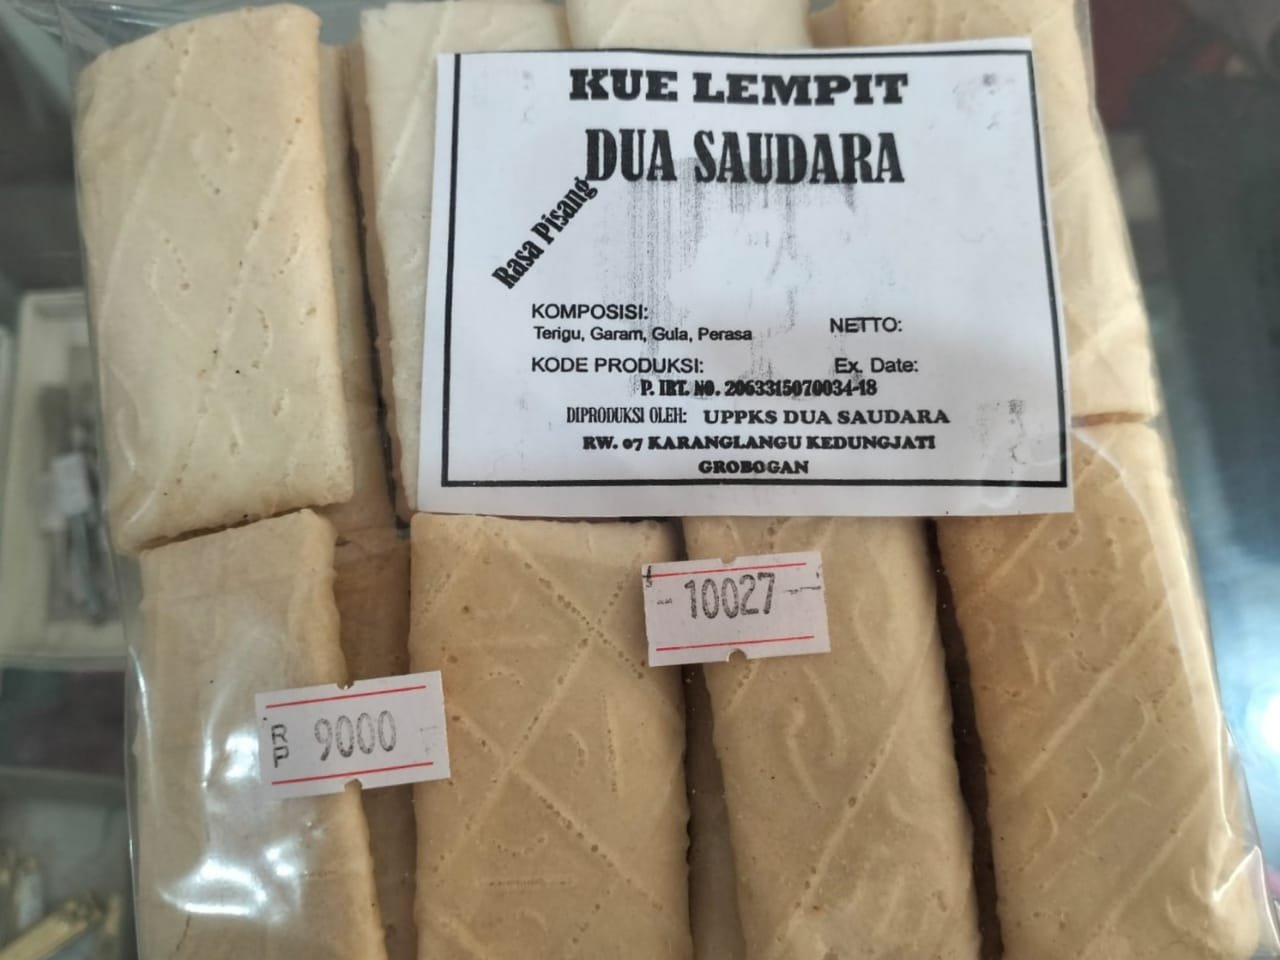 KUE LEMPIT
DUA SAUDARA
Rasa Pisang
KOMPOSISI:
Terigu, Garam, Gula, Perasa
NETTO:
KODE PRODUKSI:
Ex. Date:
P. IRT. NO. 2063315070034-18
DIPRODUKSI OLEH: UPPKS DUA SAUDARA
RW. 07 KARANGLANGU KEDUNGJATI
GROBOGAN
10027
RP 9000